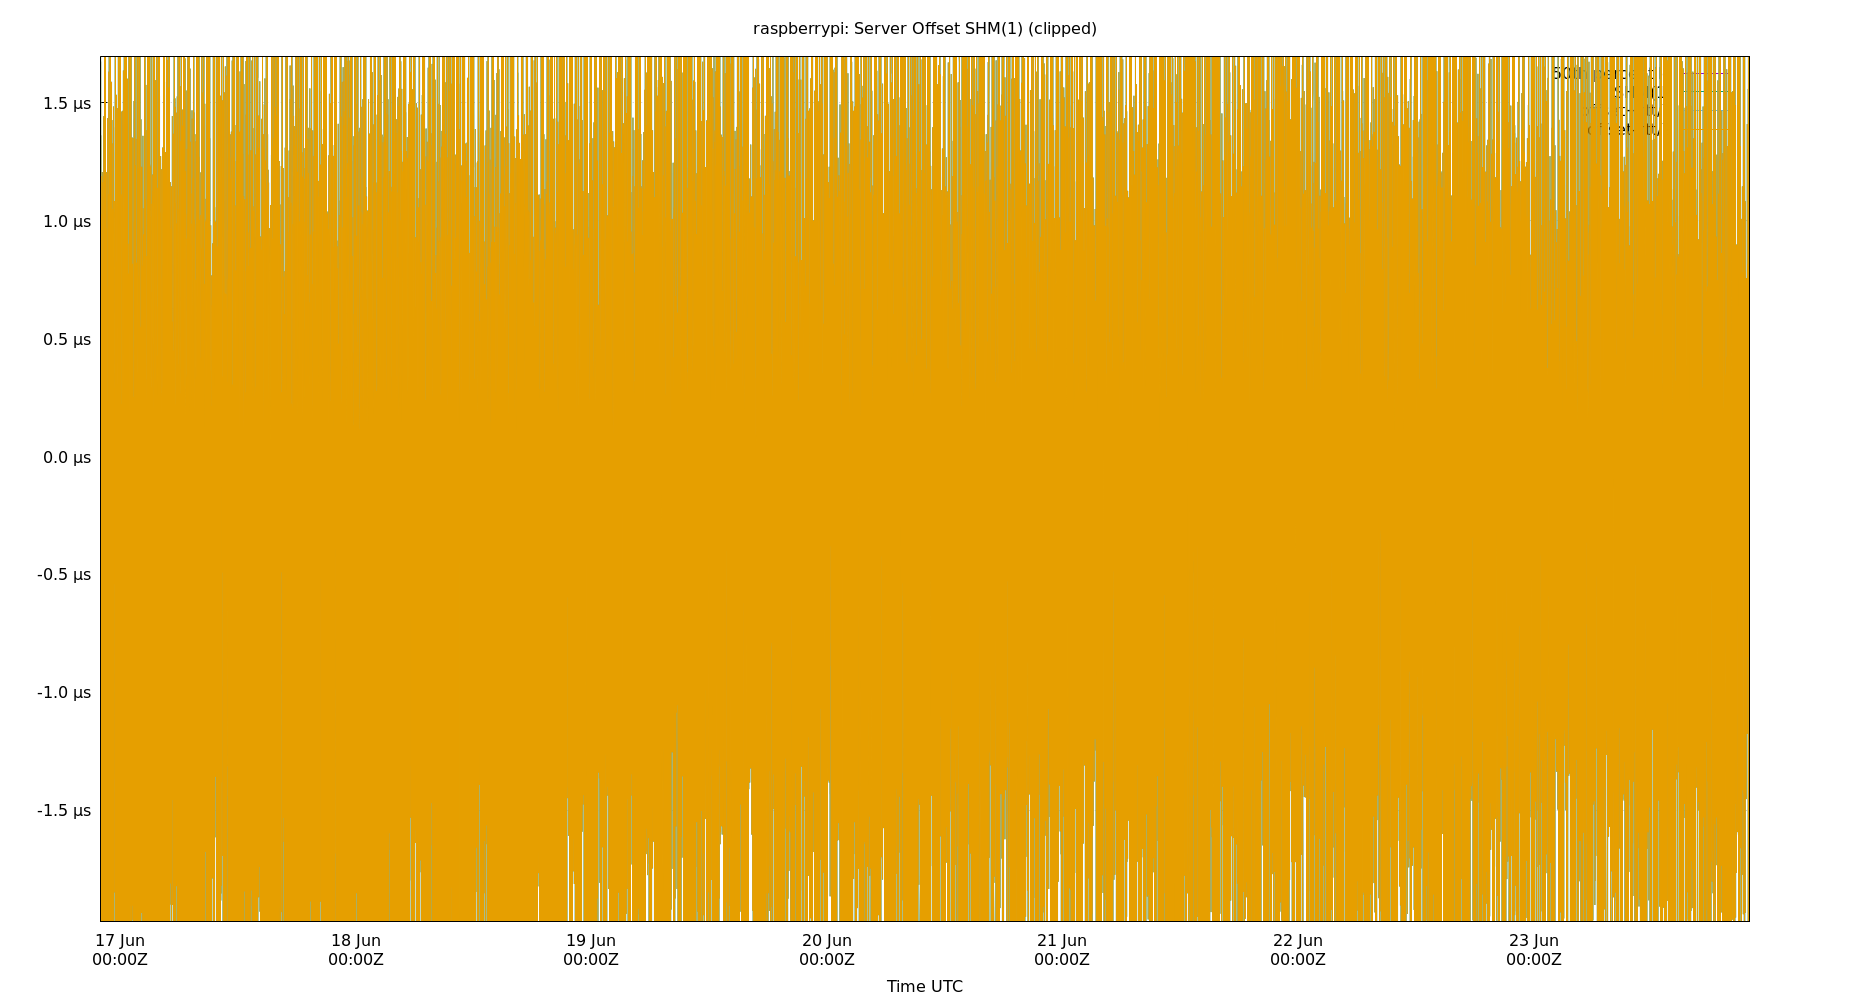 raspberrypi: Server Offset SHM(1) (clipped)
1.5 µs
1.0 µs
0.5 µs
0.0 µs
-0.5 µs
-1.0 µs
-1.5 µs
17 Jun 18 Jun 19 Jun 20 Jun 21 Jun 22 Jun 23 Jun
00:00Z 00:00Z 00:00Z 00:00Z 00:00Z 00:00Z 00:00Z
Time UTC